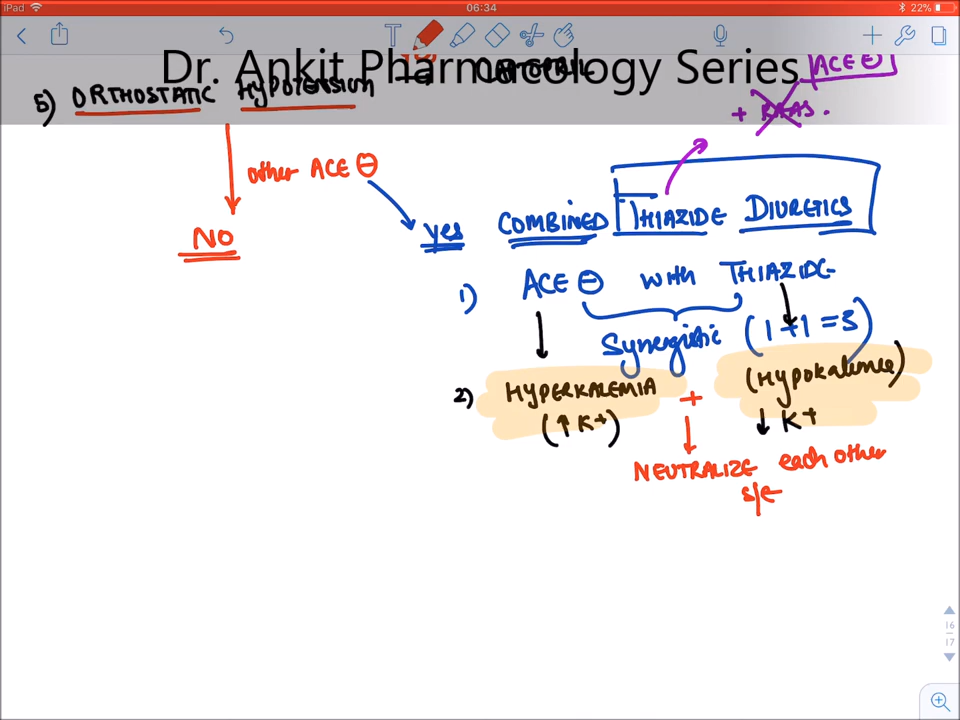 iPad 06:34 22%
T
Dr. Ankit Pharmacology Series
ACE ⊖
+ RAAS.
5) ORTHOSTATIC HYPOTENSION
other ACE ⊖
NO
yes COMBINED THIAZIDE DIURETICS
1) ACE ⊖ with THIAZIDE
Synergistic (1+1=3)
2) HYPERKALEMIA + (Hypokalemia)
(↑ K+) ↓ K+
NEUTRALIZE each other
s/e
16
17